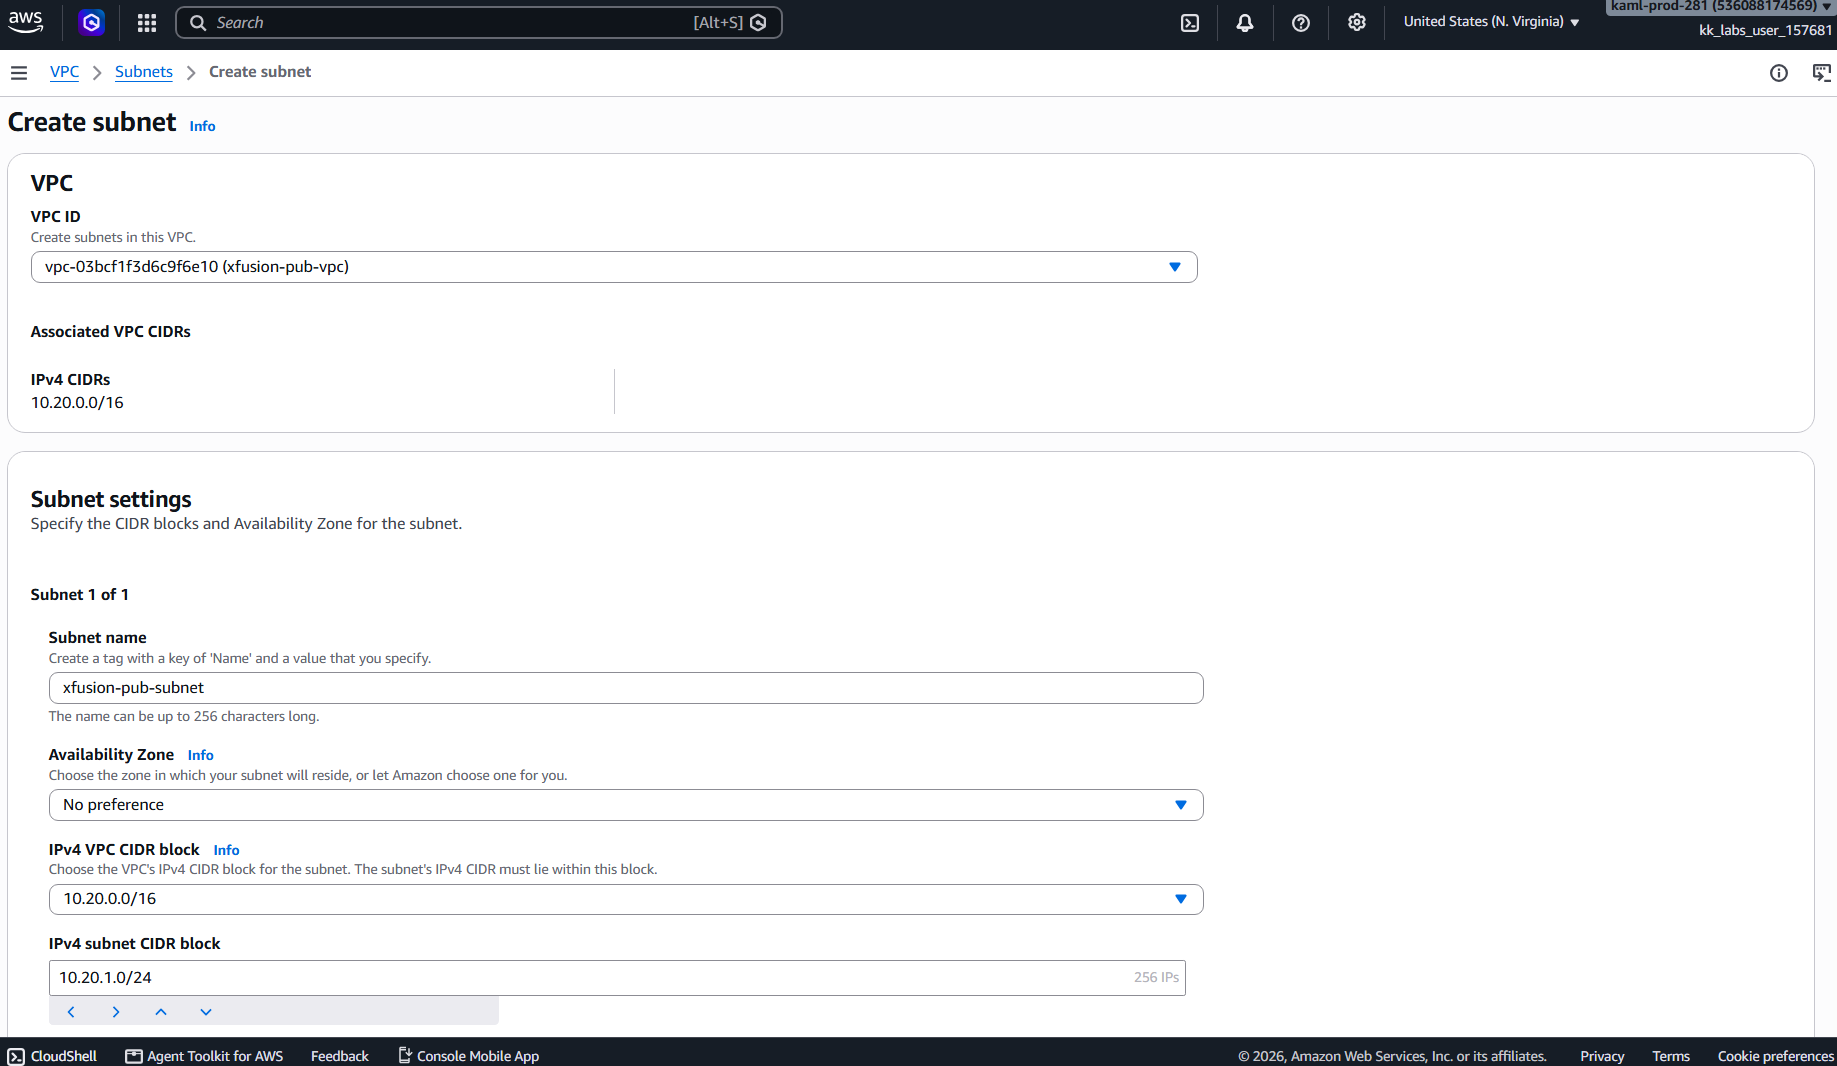 aws
Search [Alt+S]
United States (N. Virginia)
kaml-prod-281 (536088174569)
kk_labs_user_157681
VPC
Subnets
Create subnet
Create subnet Info
VPC
VPC ID
Create subnets in this VPC.
vpc-03bcf1f3d6c9f6e10 (xfusion-pub-vpc)
Associated VPC CIDRs
IPv4 CIDRs
10.20.0.0/16
Subnet settings
Specify the CIDR blocks and Availability Zone for the subnet.
Subnet 1 of 1
Subnet name
Create a tag with a key of 'Name' and a value that you specify.
xfusion-pub-subnet
The name can be up to 256 characters long.
Availability Zone Info
Choose the zone in which your subnet will reside, or let Amazon choose one for you.
No preference
IPv4 VPC CIDR block Info
Choose the VPC's IPv4 CIDR block for the subnet. The subnet's IPv4 CIDR must lie within this block.
10.20.0.0/16
IPv4 subnet CIDR block
10.20.1.0/24 256 IPs
CloudShell Agent Toolkit for AWS Feedback Console Mobile App © 2026, Amazon Web Services, Inc. or its affiliates. Privacy Terms Cookie preferences